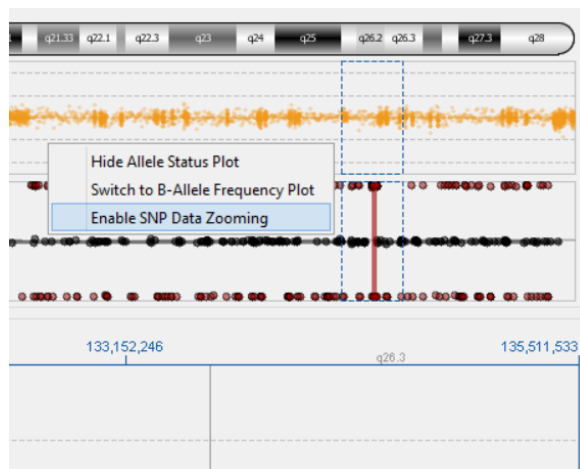 q21.33 q22.1 q22.3 q23 q24 q25 q26.2 q26.3 q27.3 q28
Hide Allele Status Plot
Switch to B-Allele Frequency Plot
Enable SNP Data Zooming
133,152,246 135,511,533
q26.3